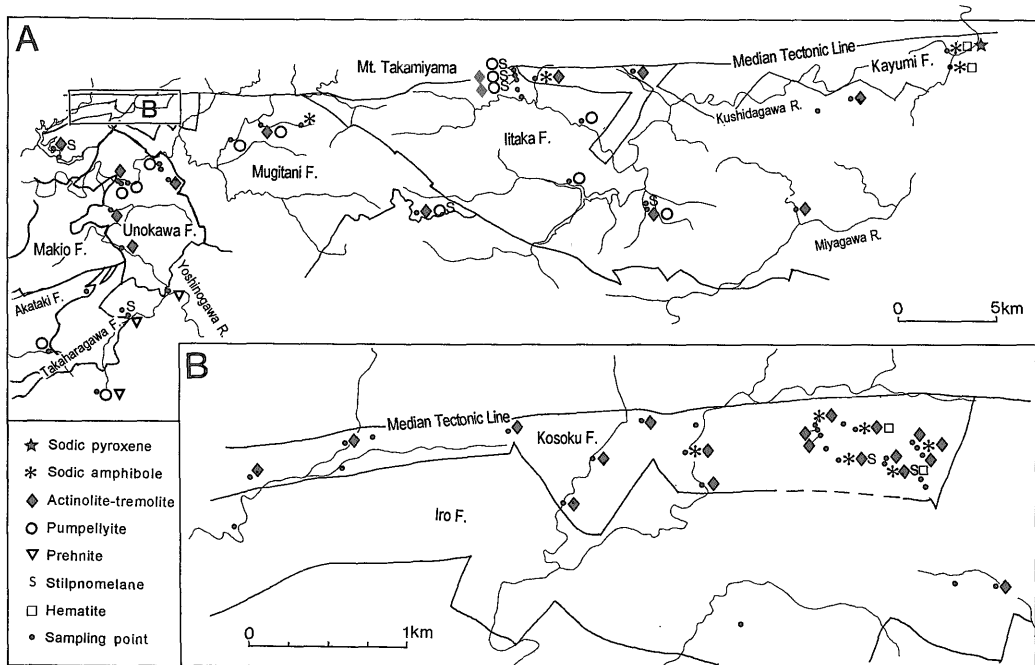 A
Median Tectonic Line
Mt. Takamiyama
S
S
S
Kayumi F.
B
Kushidagawa R.
S
Iitaka F.
Mugitani F.
S
Unokawa F.
S
Makio F.
Miyagawa R.
Yoshinogawa R.
Akataki F.
S
Takaharagawa F.
0 5km
B
Median Tectonic Line
Kosoku F.
S
S
Iro F.
0 1km
Sodic pyroxene
Sodic amphibole
Actinolite-tremolite
Pumpellyite
Prehnite
S Stilpnomelane
Hematite
Sampling point